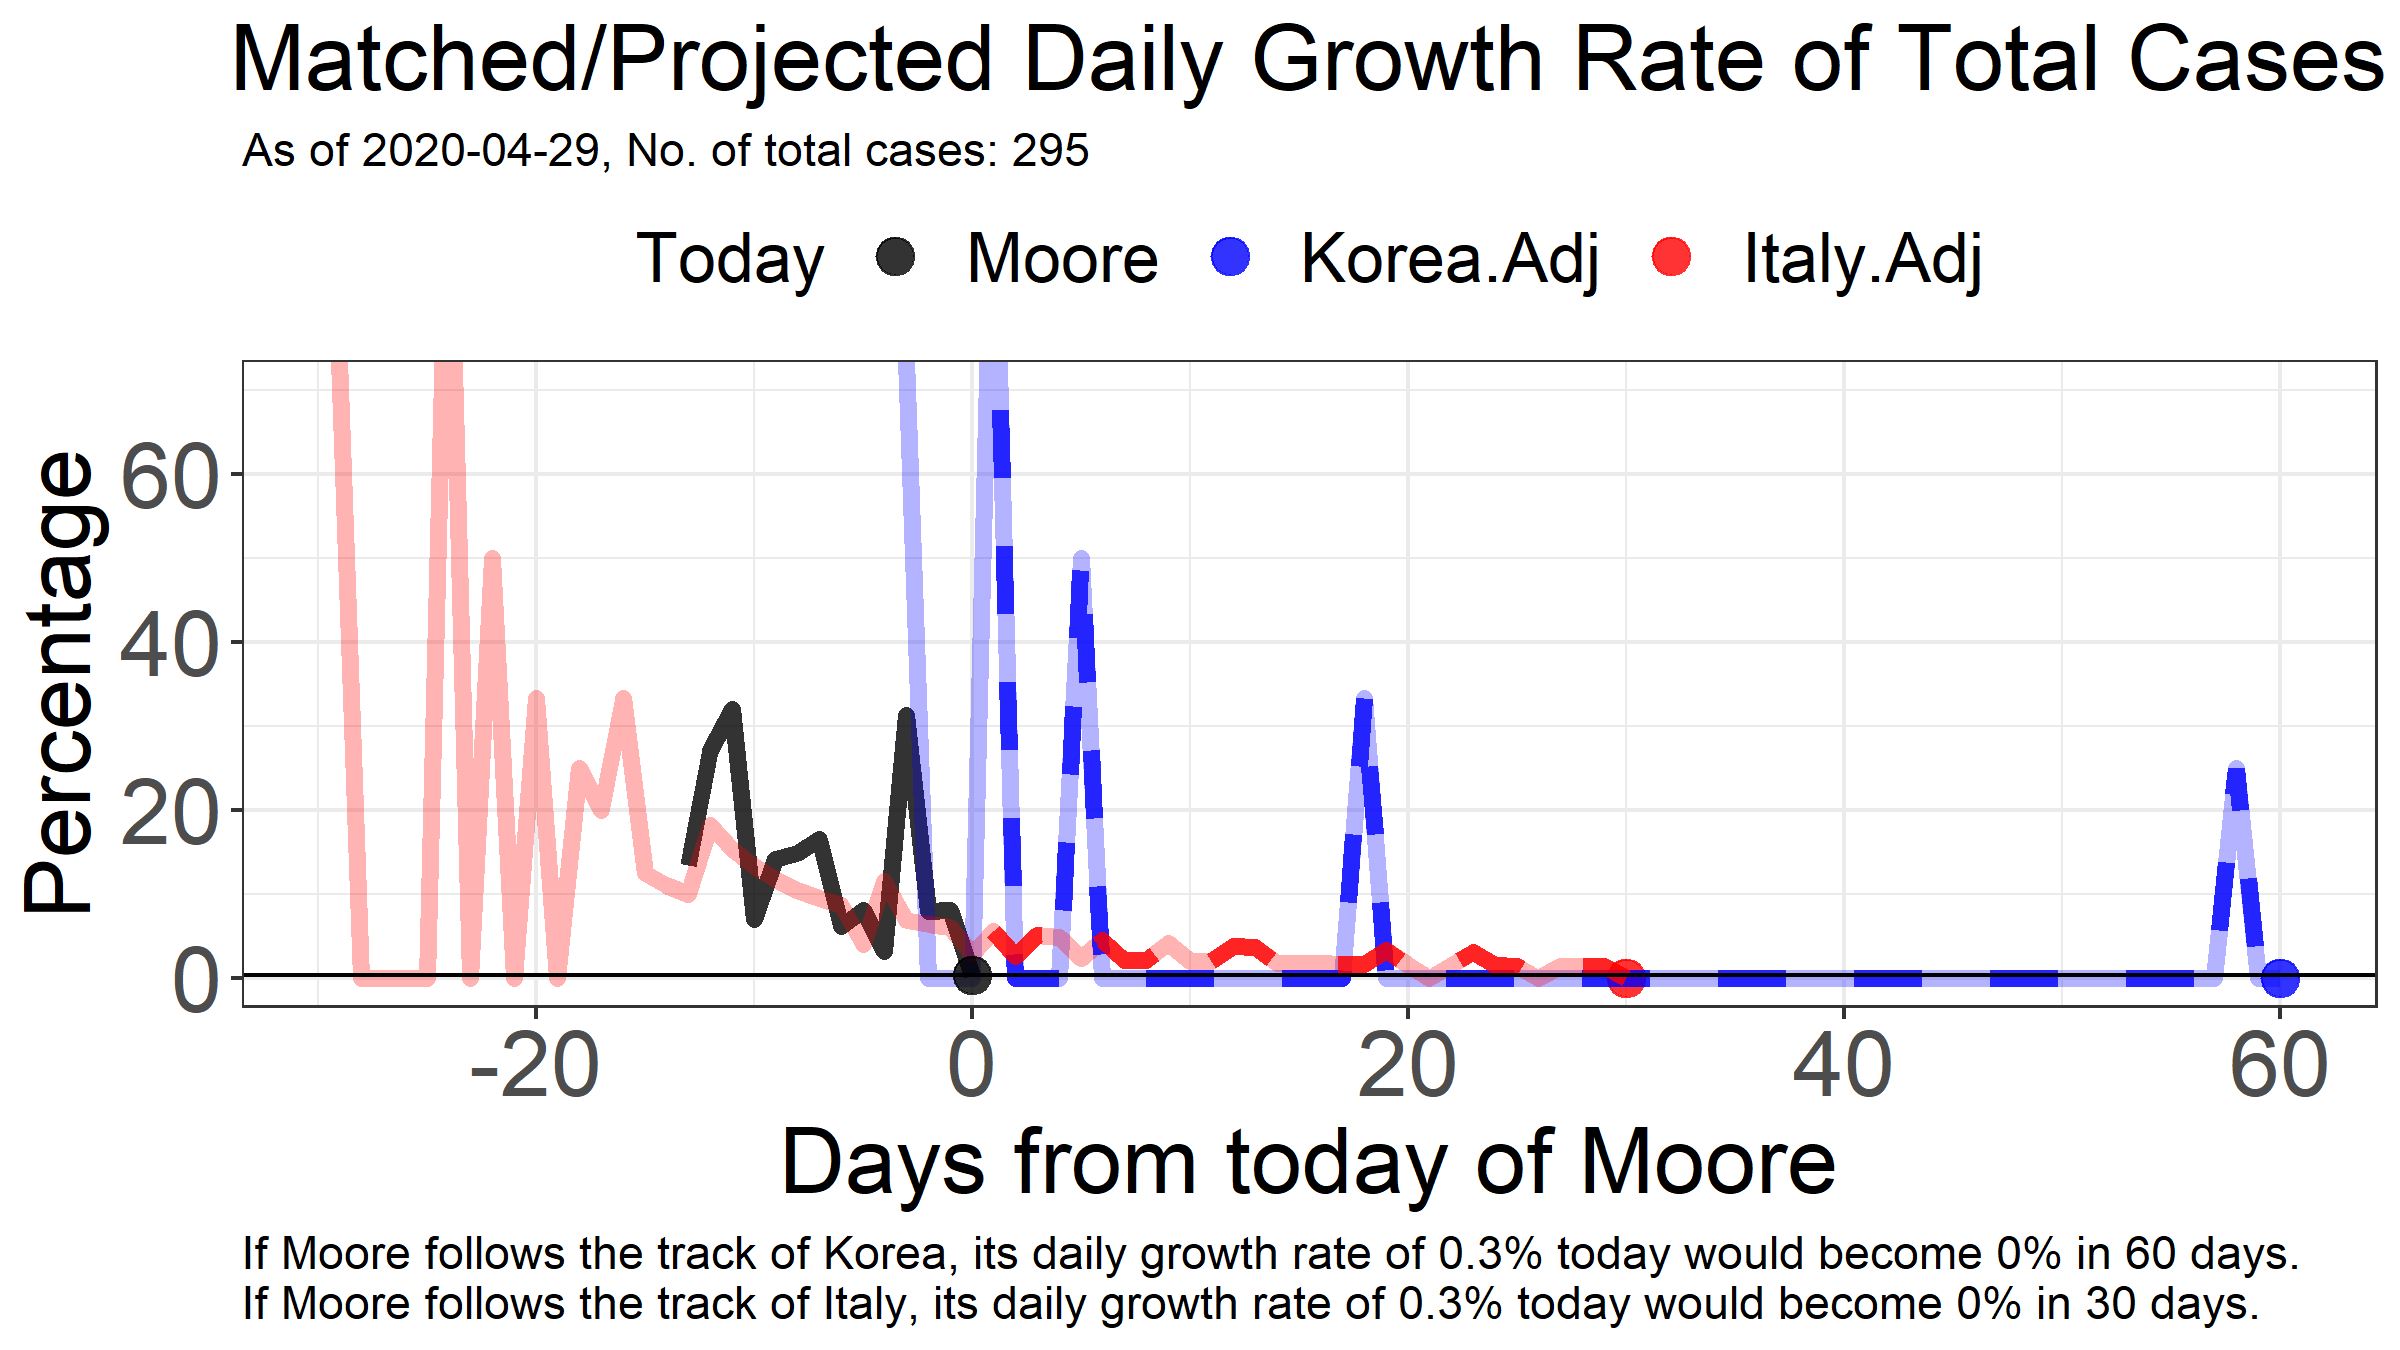 Matched/Projected Daily Growth Rate of Total Cases
As of 2020-04-29, No. of total cases: 295
Today Moore Korea.Adj Italy.Adj
Percentage
60
40
20
0
-20 0 20 40 60
Days from today of Moore
If Moore follows the track of Korea, its daily growth rate of 0.3% today would become 0% in 60 days.
If Moore follows the track of Italy, its daily growth rate of 0.3% today would become 0% in 30 days.